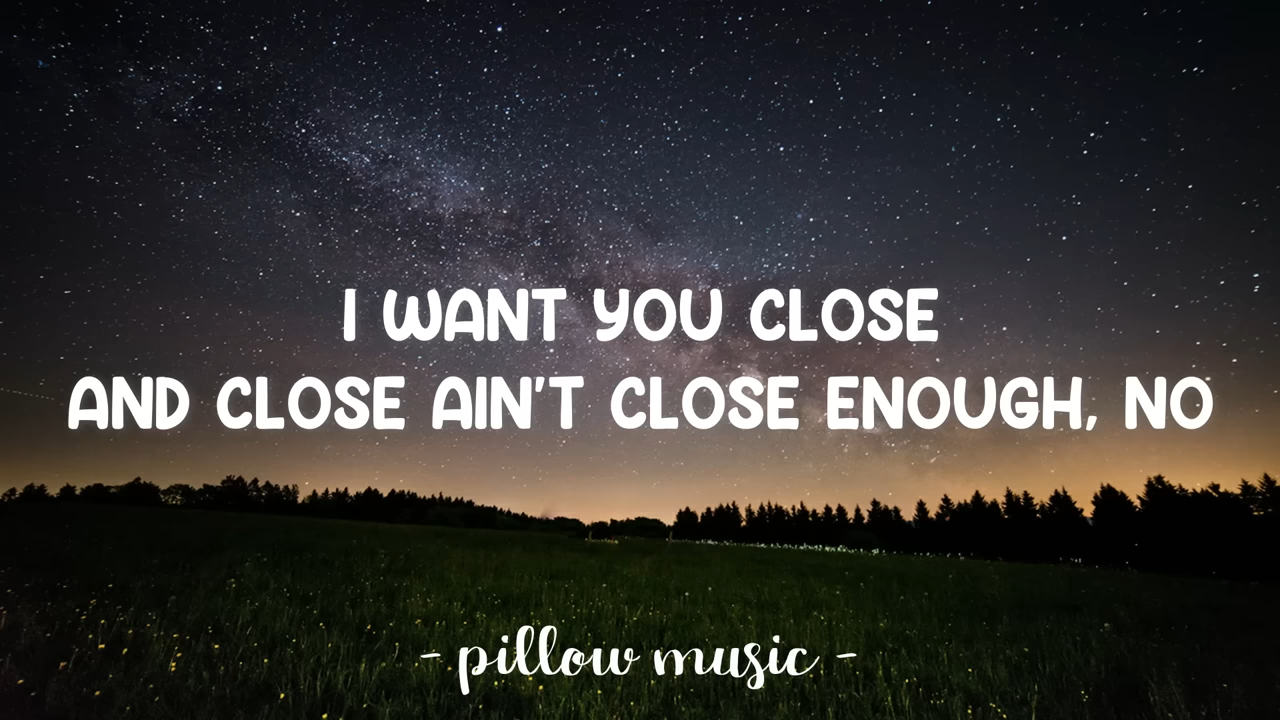 I WANT YOU CLOSE
AND CLOSE AIN'T CLOSE ENOUGH, NO
- pillow music -